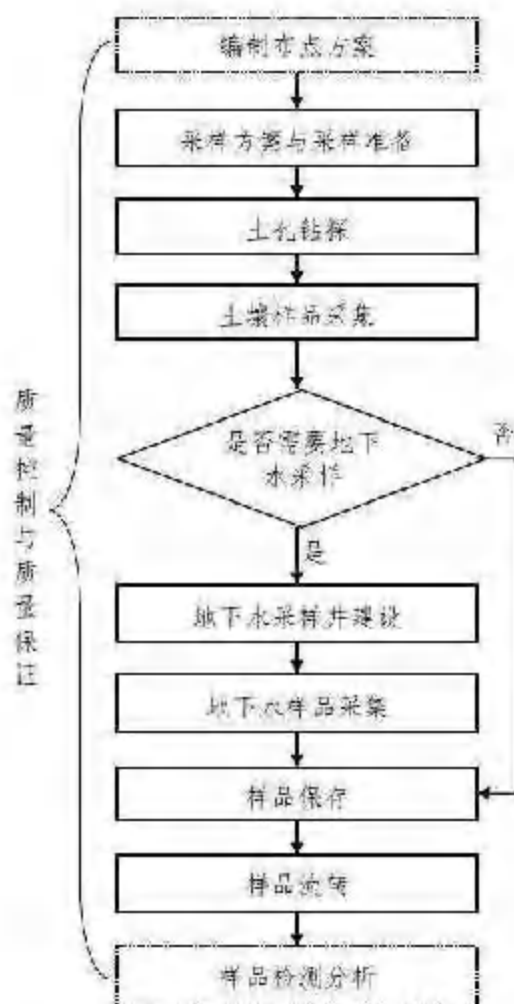 编制布点方案
采样方案与采样准备
土孔钻探
土壤样品采集
是否需要地下
水采样
否
是
地下水采样井建设
地下水样品采集
样品保存
样品流转
样品检测分析
质量控制与质量保证